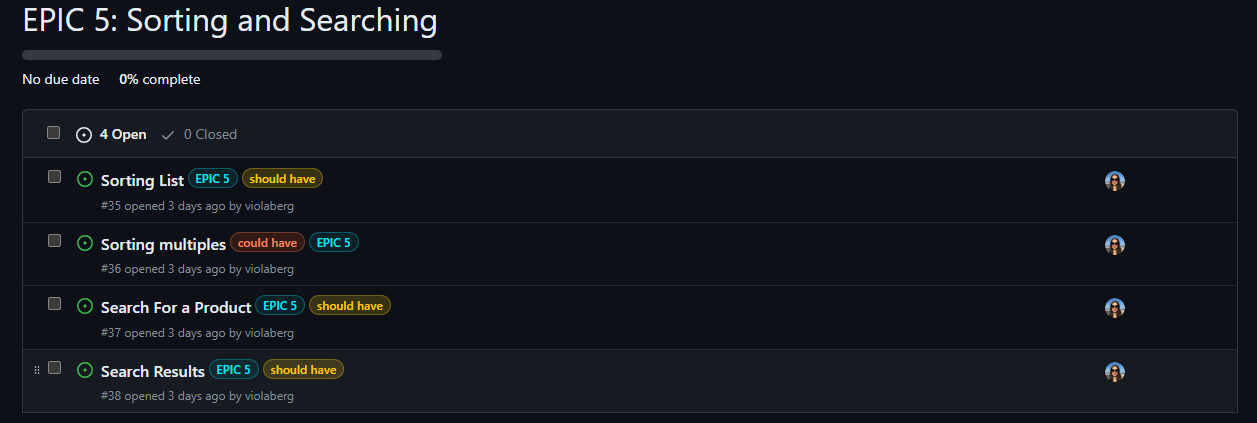 EPIC 5: Sorting and Searching
No due date 0% complete
4 Open 0 Closed
Sorting List EPIC 5 should have
#35 opened 3 days ago by violaberg
Sorting multiples could have EPIC 5
#36 opened 3 days ago by violaberg
Search For a Product EPIC 5 should have
#37 opened 3 days ago by violaberg
Search Results EPIC 5 should have
#38 opened 3 days ago by violaberg